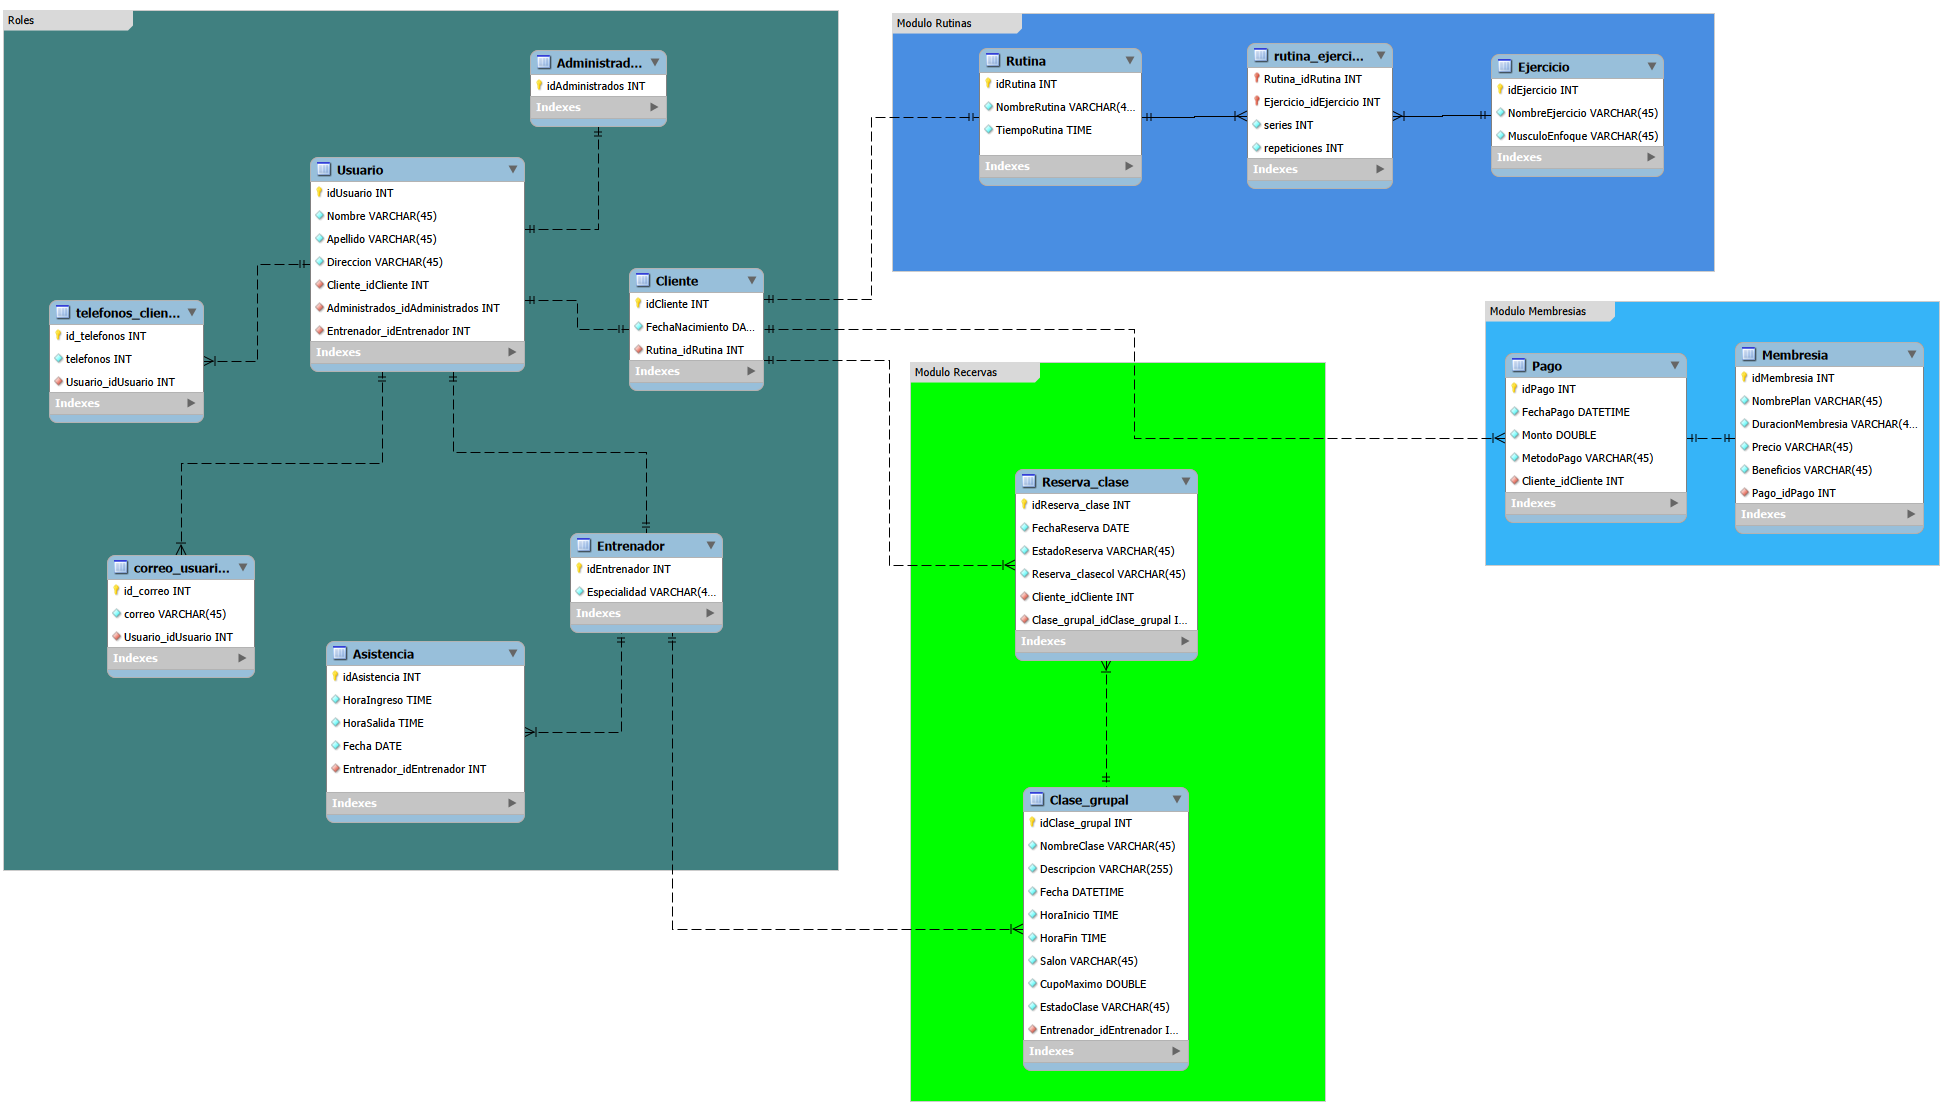 Roles
Administrad...
idAdministrados INT
Indexes
Usuario
idUsuario INT
Nombre VARCHAR(45)
Apellido VARCHAR(45)
Direccion VARCHAR(45)
Cliente_idCliente INT
Administrados_idAdministrados INT
Entrenador_idEntrenador INT
Indexes
telefonos_clien...
id_telefonos INT
telefonos INT
Usuario_idUsuario INT
Indexes
Cliente
idCliente INT
FechaNacimiento DA...
Rutina_idRutina INT
Indexes
correo_usuari...
id_correo INT
correo VARCHAR(45)
Usuario_idUsuario INT
Indexes
Entrenador
idEntrenador INT
Especialidad VARCHAR(4...
Indexes
Asistencia
idAsistencia INT
HoraIngreso TIME
HoraSalida TIME
Fecha DATE
Entrenador_idEntrenador INT
Indexes
Modulo Rutinas
Rutina
idRutina INT
NombreRutina VARCHAR(4...
TiempoRutina TIME
Indexes
rutina_ejerci...
Rutina_idRutina INT
Ejercicio_idEjercicio INT
series INT
repeticiones INT
Indexes
Ejercicio
idEjercicio INT
NombreEjercicio VARCHAR(45)
MusculoEnfoque VARCHAR(45)
Indexes
Modulo Membresias
Pago
idPago INT
FechaPago DATETIME
Monto DOUBLE
MetodoPago VARCHAR(45)
Cliente_idCliente INT
Indexes
Membresia
idMembresia INT
NombrePlan VARCHAR(45)
DuracionMembresia VARCHAR(4...
Precio VARCHAR(45)
Beneficios VARCHAR(45)
Pago_idPago INT
Indexes
Modulo Recervas
Reserva_clase
idReserva_clase INT
FechaReserva DATE
EstadoReserva VARCHAR(45)
Reserva_clasecol VARCHAR(45)
Cliente_idCliente INT
Clase_grupal_idClase_grupal I...
Indexes
Clase_grupal
idClase_grupal INT
NombreClase VARCHAR(45)
Descripcion VARCHAR(255)
Fecha DATETIME
HoraInicio TIME
HoraFin TIME
Salon VARCHAR(45)
CupoMaximo DOUBLE
EstadoClase VARCHAR(45)
Entrenador_idEntrenador I...
Indexes